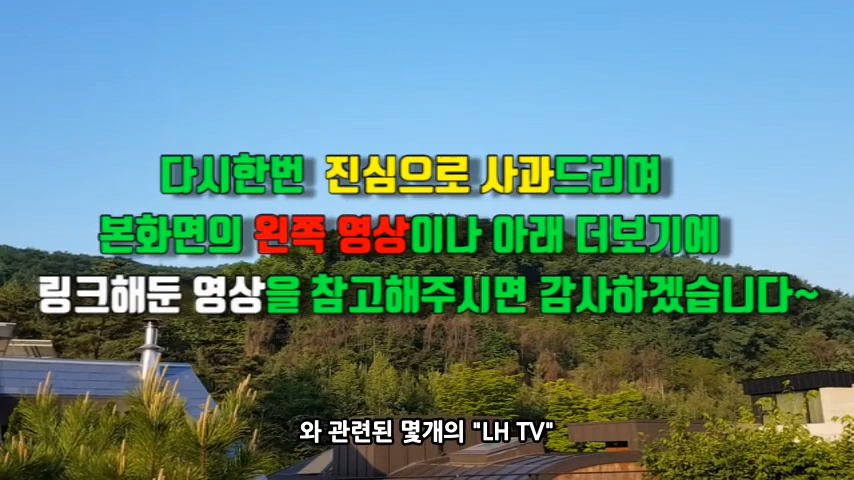 다시한번 진심으로 사과드리며
본화면의 왼쪽 영상이나 아래 더보기에
링크해둔 영상을 참고해주시면 감사하겠습니다~
와 관련된 몇개의 "LH TV"